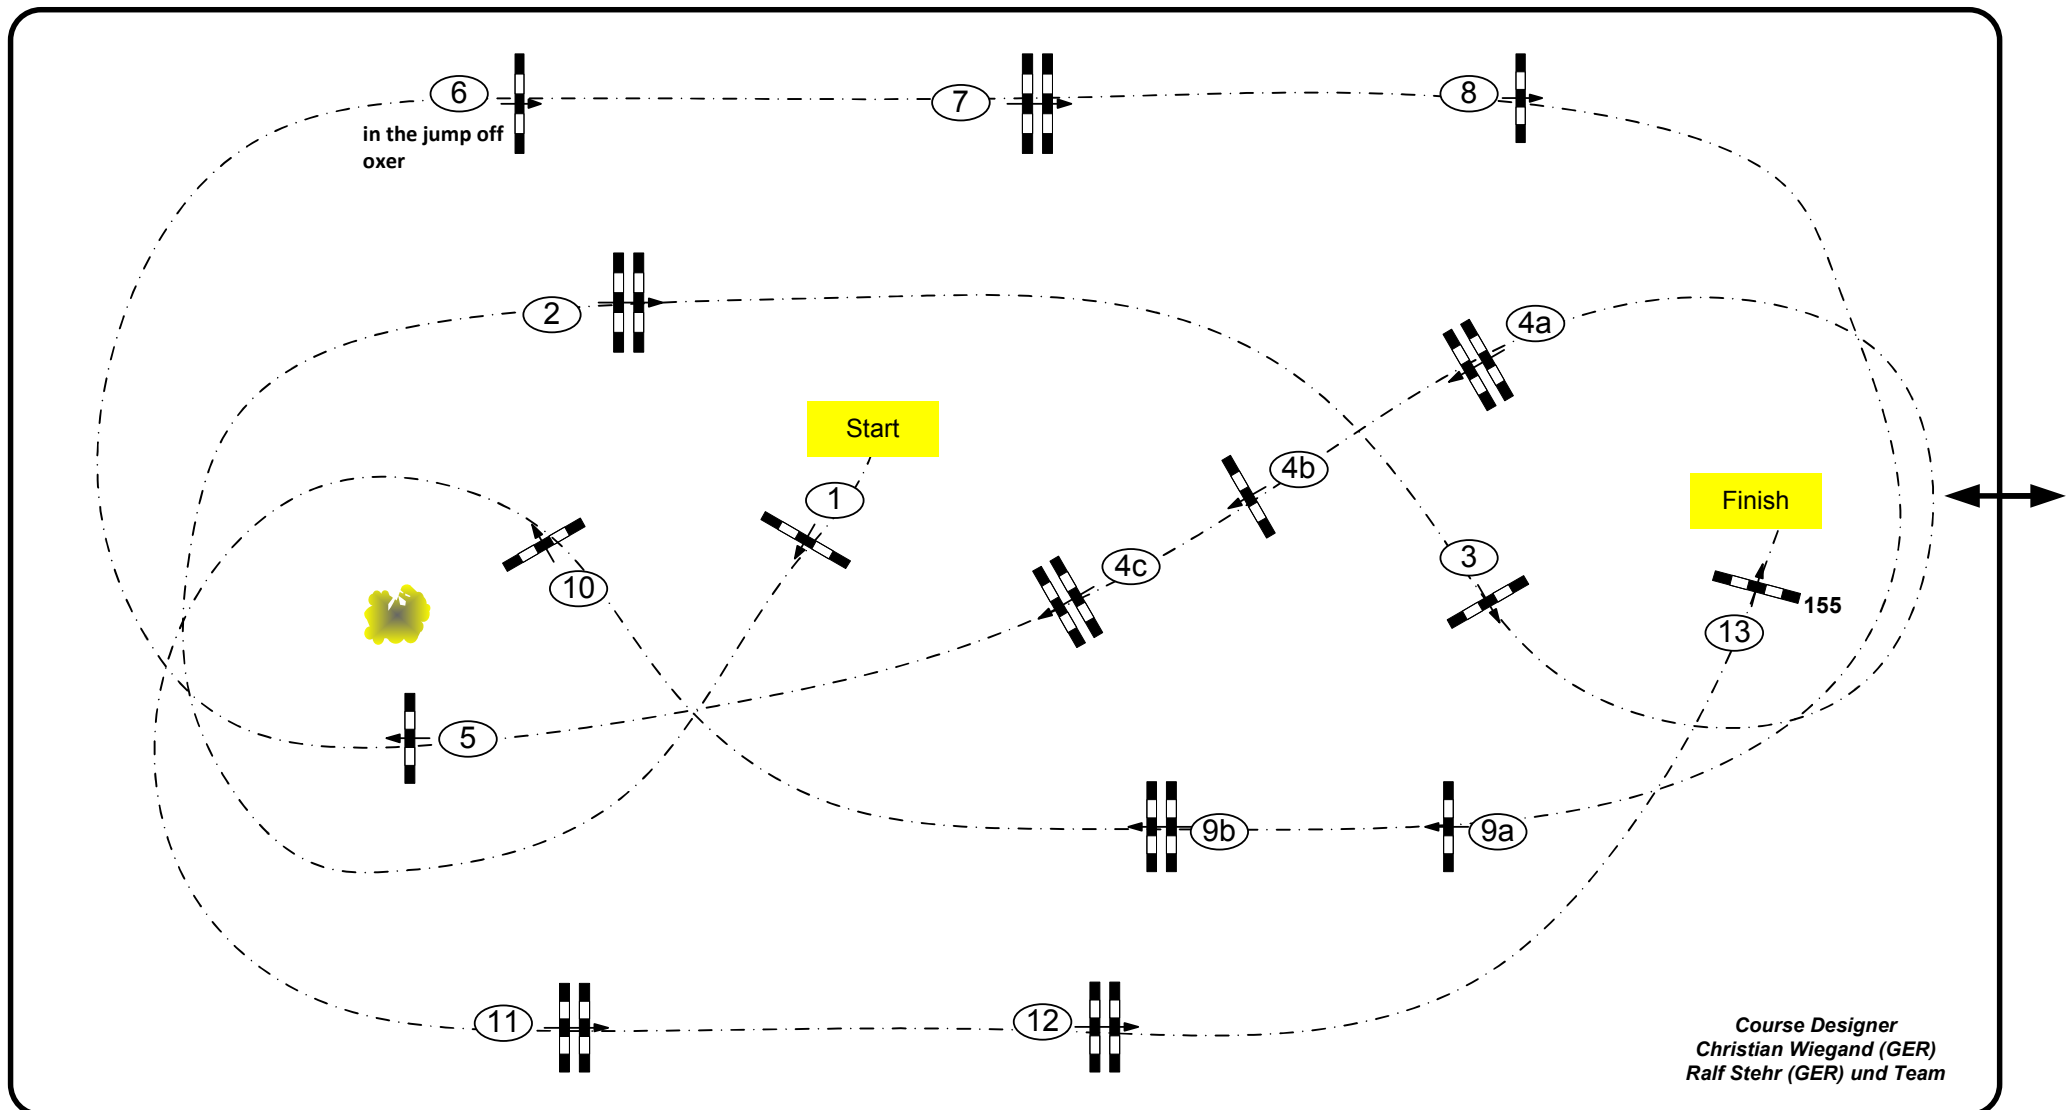 6
7
8
in the jump off
oxer
2
4a
Start
1
4b
Finish
3
4c
10
155
13
5
9b
9a
11
12
Course Designer
Christian Wiegand (GER)
Ralf Stehr (GER) und Team